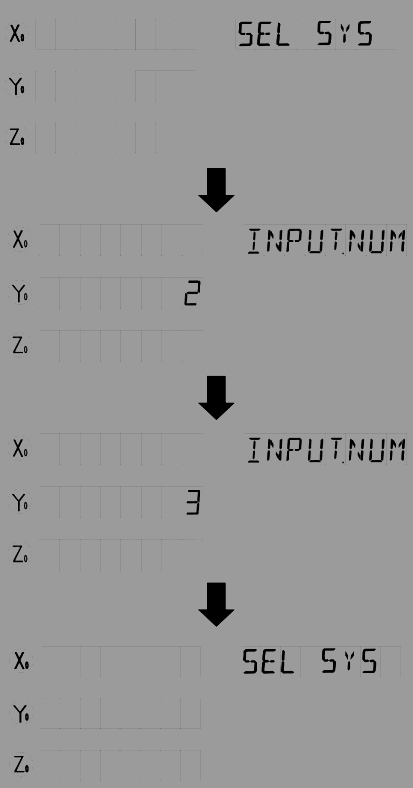 X₀ SEL SYS
Y₀
Z₀
X₀ INPUT.NUM
Y₀ 2
Z₀
X₀ INPUT.NUM
Y₀ 3
Z₀
X₀ SEL SYS
Y₀
Z₀